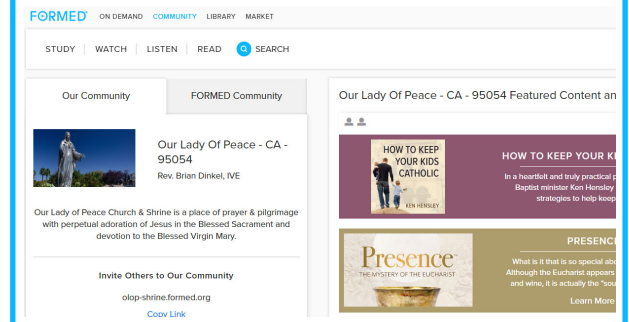 FORMED ON DEMAND COMMUNITY LIBRARY MARKET
STUDY WATCH LISTEN READ SEARCH
Our Community FORMED Community
Our Lady Of Peace - CA -
95054
Rev. Brian Dinkel, IVE
Our Lady of Peace Church & Shrine is a place of prayer & pilgrimage
with perpetual adoration of Jesus in the Blessed Sacrament and
devotion to the Blessed Virgin Mary.
Invite Others to Our Community
olop-shrine.formed.org
Copy Link
Our Lady Of Peace - CA - 95054 Featured Content an
HOW TO KEEP
YOUR KIDS
CATHOLIC
KEN HENSLEY
HOW TO KEEP YOUR KI
In a heartfelt and truly practical p
Baptist minister Ken Hensley
strategies to help keep
Presence
THE MYSTERY OF THE EUCHARIST
PRESENC
What is it that is so special abo
Although the Eucharist appears
and wine, it is actually the "sou
Learn More